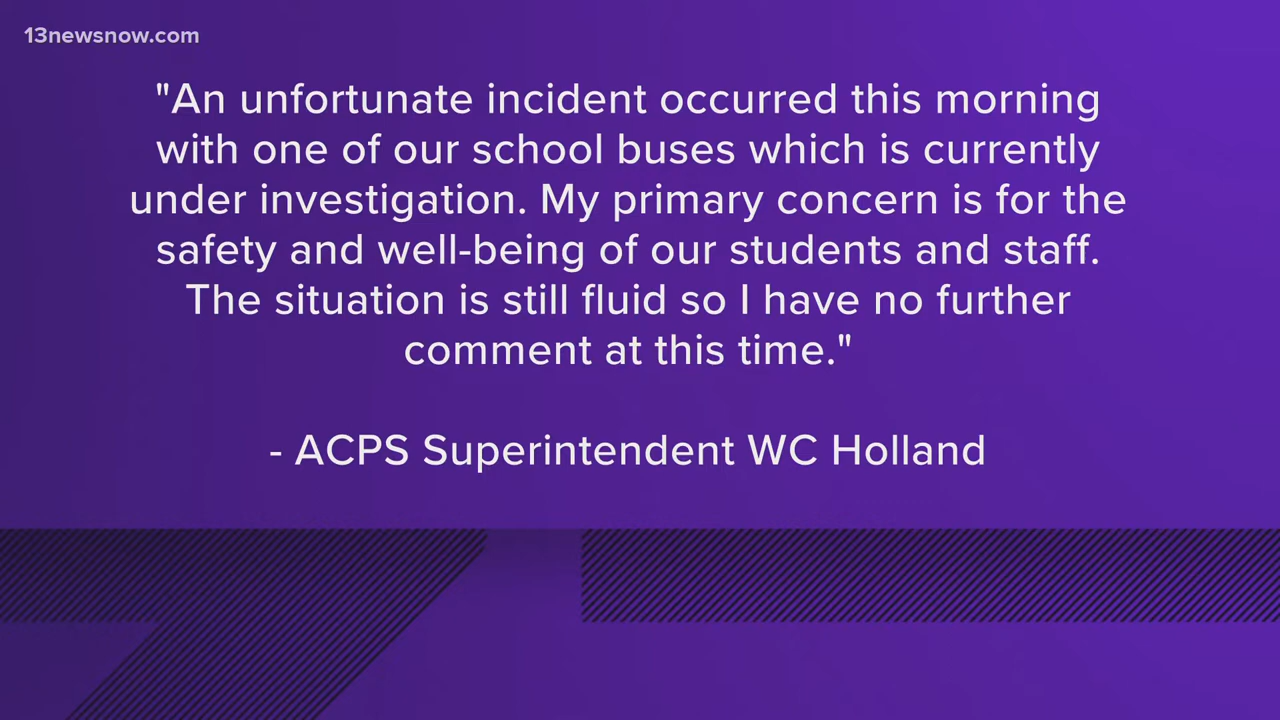 13newsnow.com
"An unfortunate incident occurred this morning
with one of our school buses which is currently
under investigation. My primary concern is for the
safety and well-being of our students and staff.
The situation is still fluid so I have no further
comment at this time."
- ACPS Superintendent WC Holland